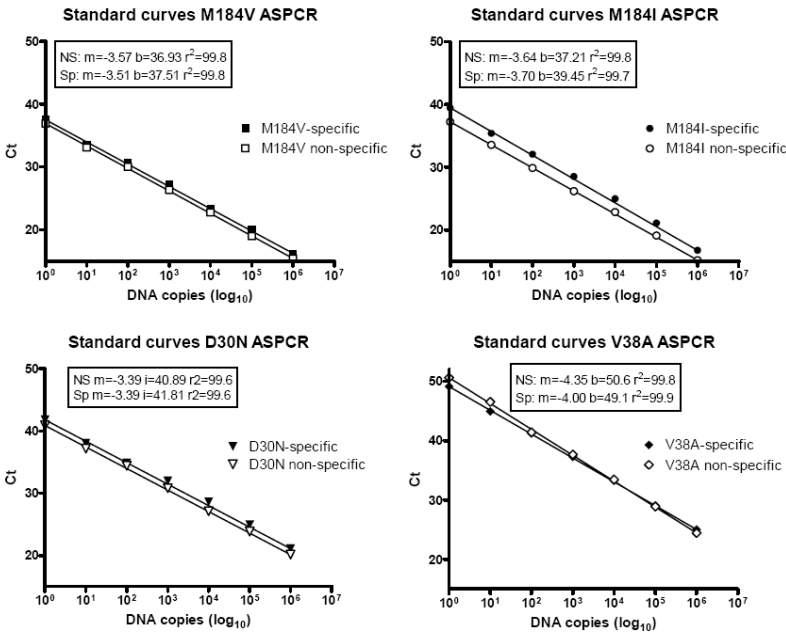 Standard curves M184V ASPCR
50
NS: m=-3.57 b=36.93 r²=99.8
Sp: m=-3.51 b=37.51 r²=99.8
40
■ M184V-specific
□ M184V non-specific
Ct
30
20
10⁰ 10¹ 10² 10³ 10⁴ 10⁵ 10⁶ 10⁷
DNA copies (log₁₀)
Standard curves M184I ASPCR
50
NS: m=-3.64 b=37.21 r²=99.8
Sp: m=-3.70 b=39.45 r²=99.7
40
● M184I-specific
○ M184I non-specific
Ct
30
20
10⁰ 10¹ 10² 10³ 10⁴ 10⁵ 10⁶ 10⁷
DNA copies (log₁₀)
Standard curves D30N ASPCR
50
NS m=-3.39 i=40.89 r2=99.6
Sp m=-3.39 i=41.81 r2=99.6
40
▼ D30N-specific
▽ D30N non-specific
Ct
30
20
10⁰ 10¹ 10² 10³ 10⁴ 10⁵ 10⁶ 10⁷
DNA copies (log₁₀)
Standard curves V38A ASPCR
50
NS: m=-4.35 b=50.6 r²=99.8
Sp: m=-4.00 b=49.1 r²=99.9
40
◆ V38A-specific
◇ V38A non-specific
Ct
30
20
10⁰ 10¹ 10² 10³ 10⁴ 10⁵ 10⁶ 10⁷
DNA copies (log₁₀)